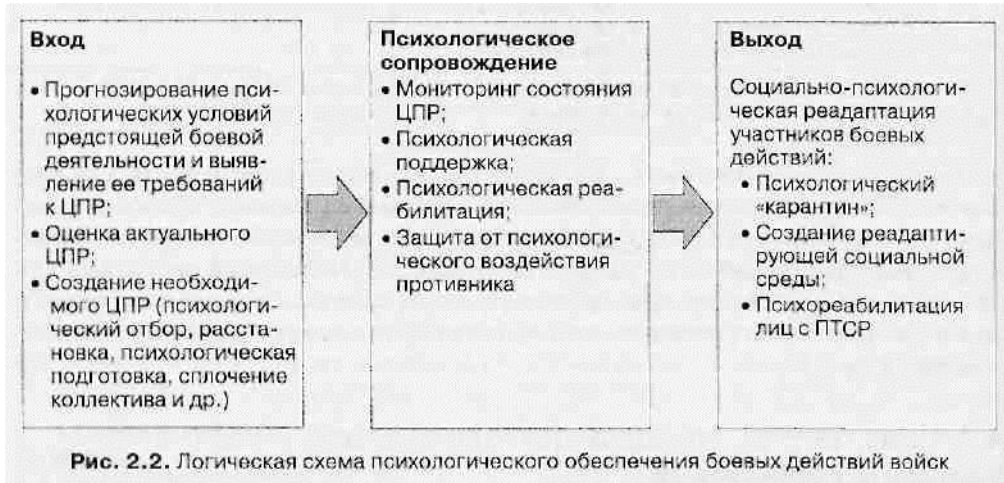 Вход
• Прогнозирование пси-
хологических условий
предстоящей боевой
деятельности и выяв-
ление ее требований
к ЦПР;
• Оценка актуального
ЦПР;
• Создание необходи-
мого ЦПР (психологи-
ический отбор, расста-
новка, психологическая
подготовка, сплочение
коллектива и др.)
Психологическое
сопровождение
• Мониторинг состояния
ЦПР;
• Психологическая
поддержка;
• Психологическая реа-
билитация;
• Защита от психологи-
ческого воздействия
противника
Выход
Социально-психологи-
ческая реадаптация
участников боевых
действий:
• Психологический
«карантин»;
• Создание реадапти-
рующей социальной
среды;
• Психореабилитация
лиц с ПТСР
Рис. 2.2. Логическая схема психологического обеспечения боевых действий войск